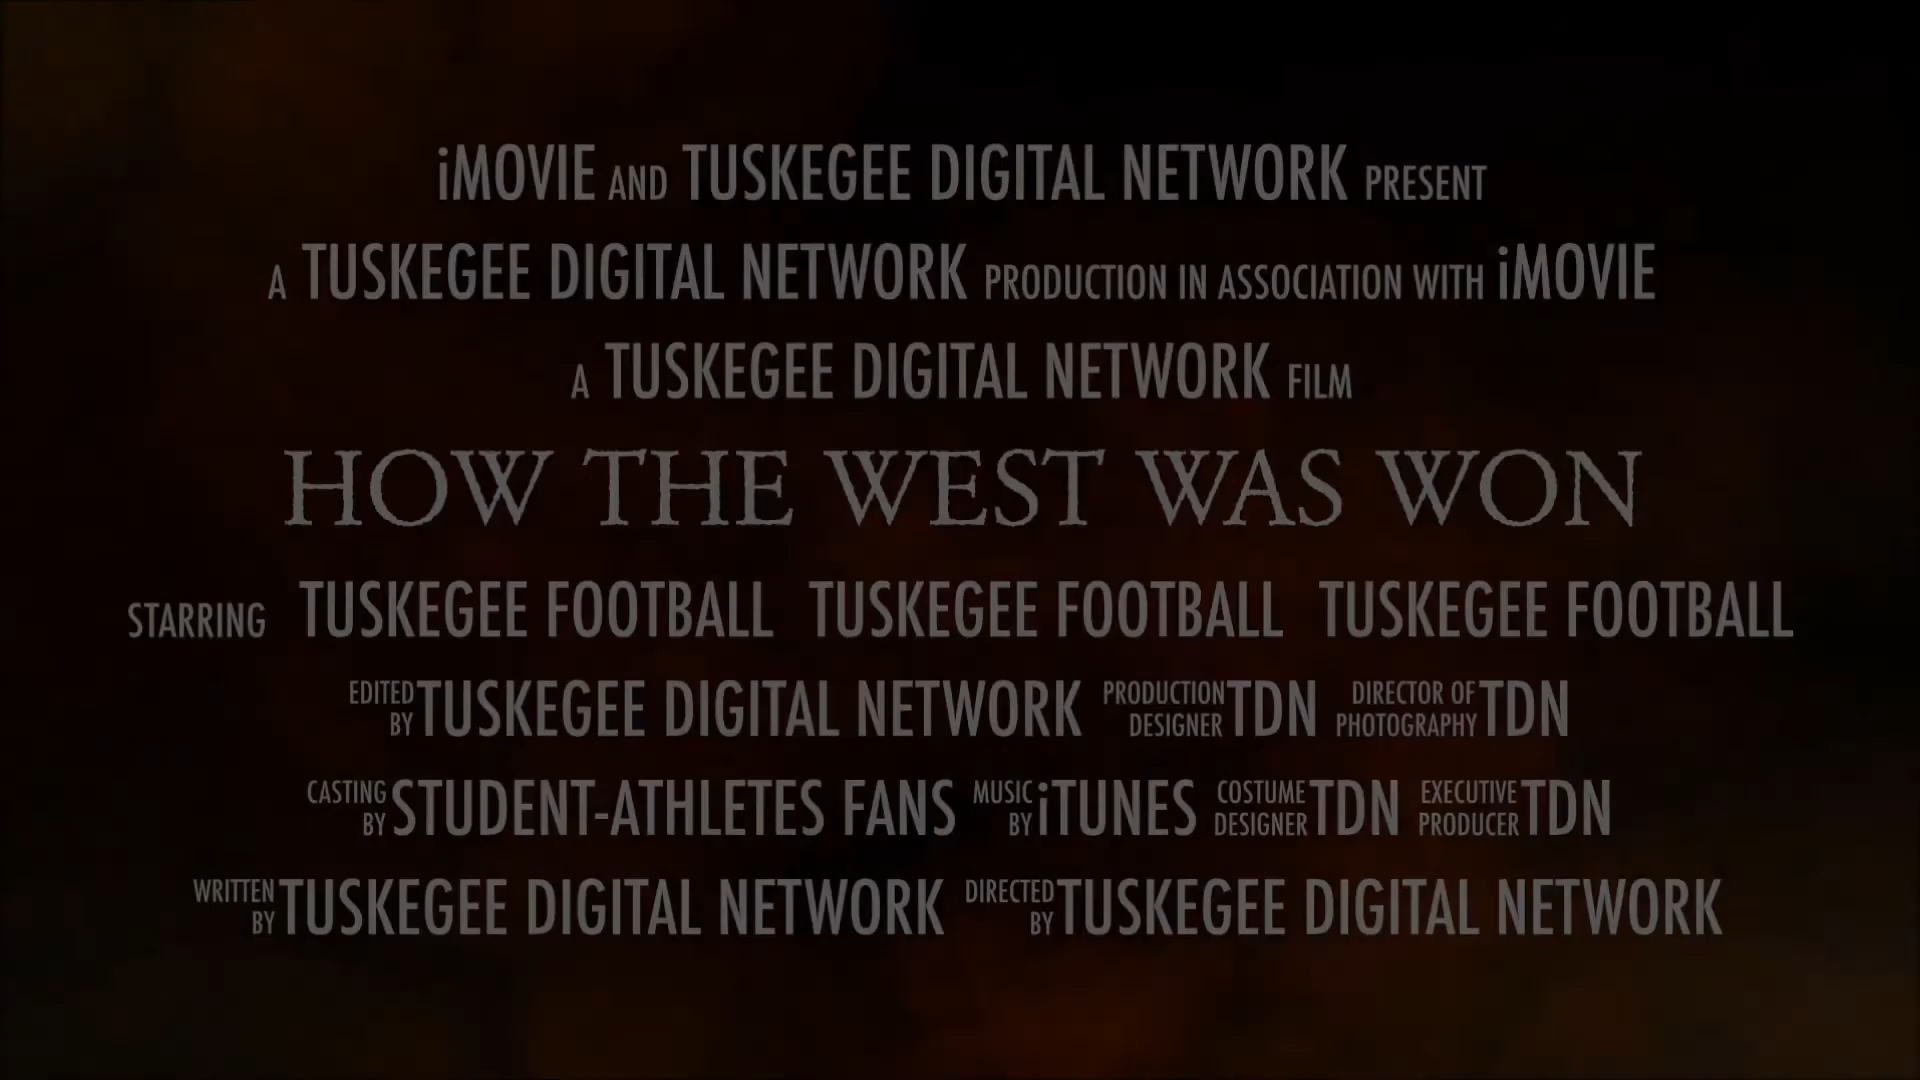 iMOVIE AND TUSKEGEE DIGITAL NETWORK PRESENT
A TUSKEGEE DIGITAL NETWORK PRODUCTION IN ASSOCIATION WITH iMOVIE
A TUSKEGEE DIGITAL NETWORK FILM
HOW THE WEST WAS WON
STARRING TUSKEGEE FOOTBALL TUSKEGEE FOOTBALL TUSKEGEE FOOTBALL
EDITED BY TUSKEGEE DIGITAL NETWORK PRODUCTION DESIGNER TDN DIRECTOR OF PHOTOGRAPHY TDN
CASTING BY STUDENT-ATHLETES FANS MUSIC BY iTUNES COSTUME DESIGNER TDN EXECUTIVE PRODUCER TDN
WRITTEN BY TUSKEGEE DIGITAL NETWORK DIRECTED BY TUSKEGEE DIGITAL NETWORK